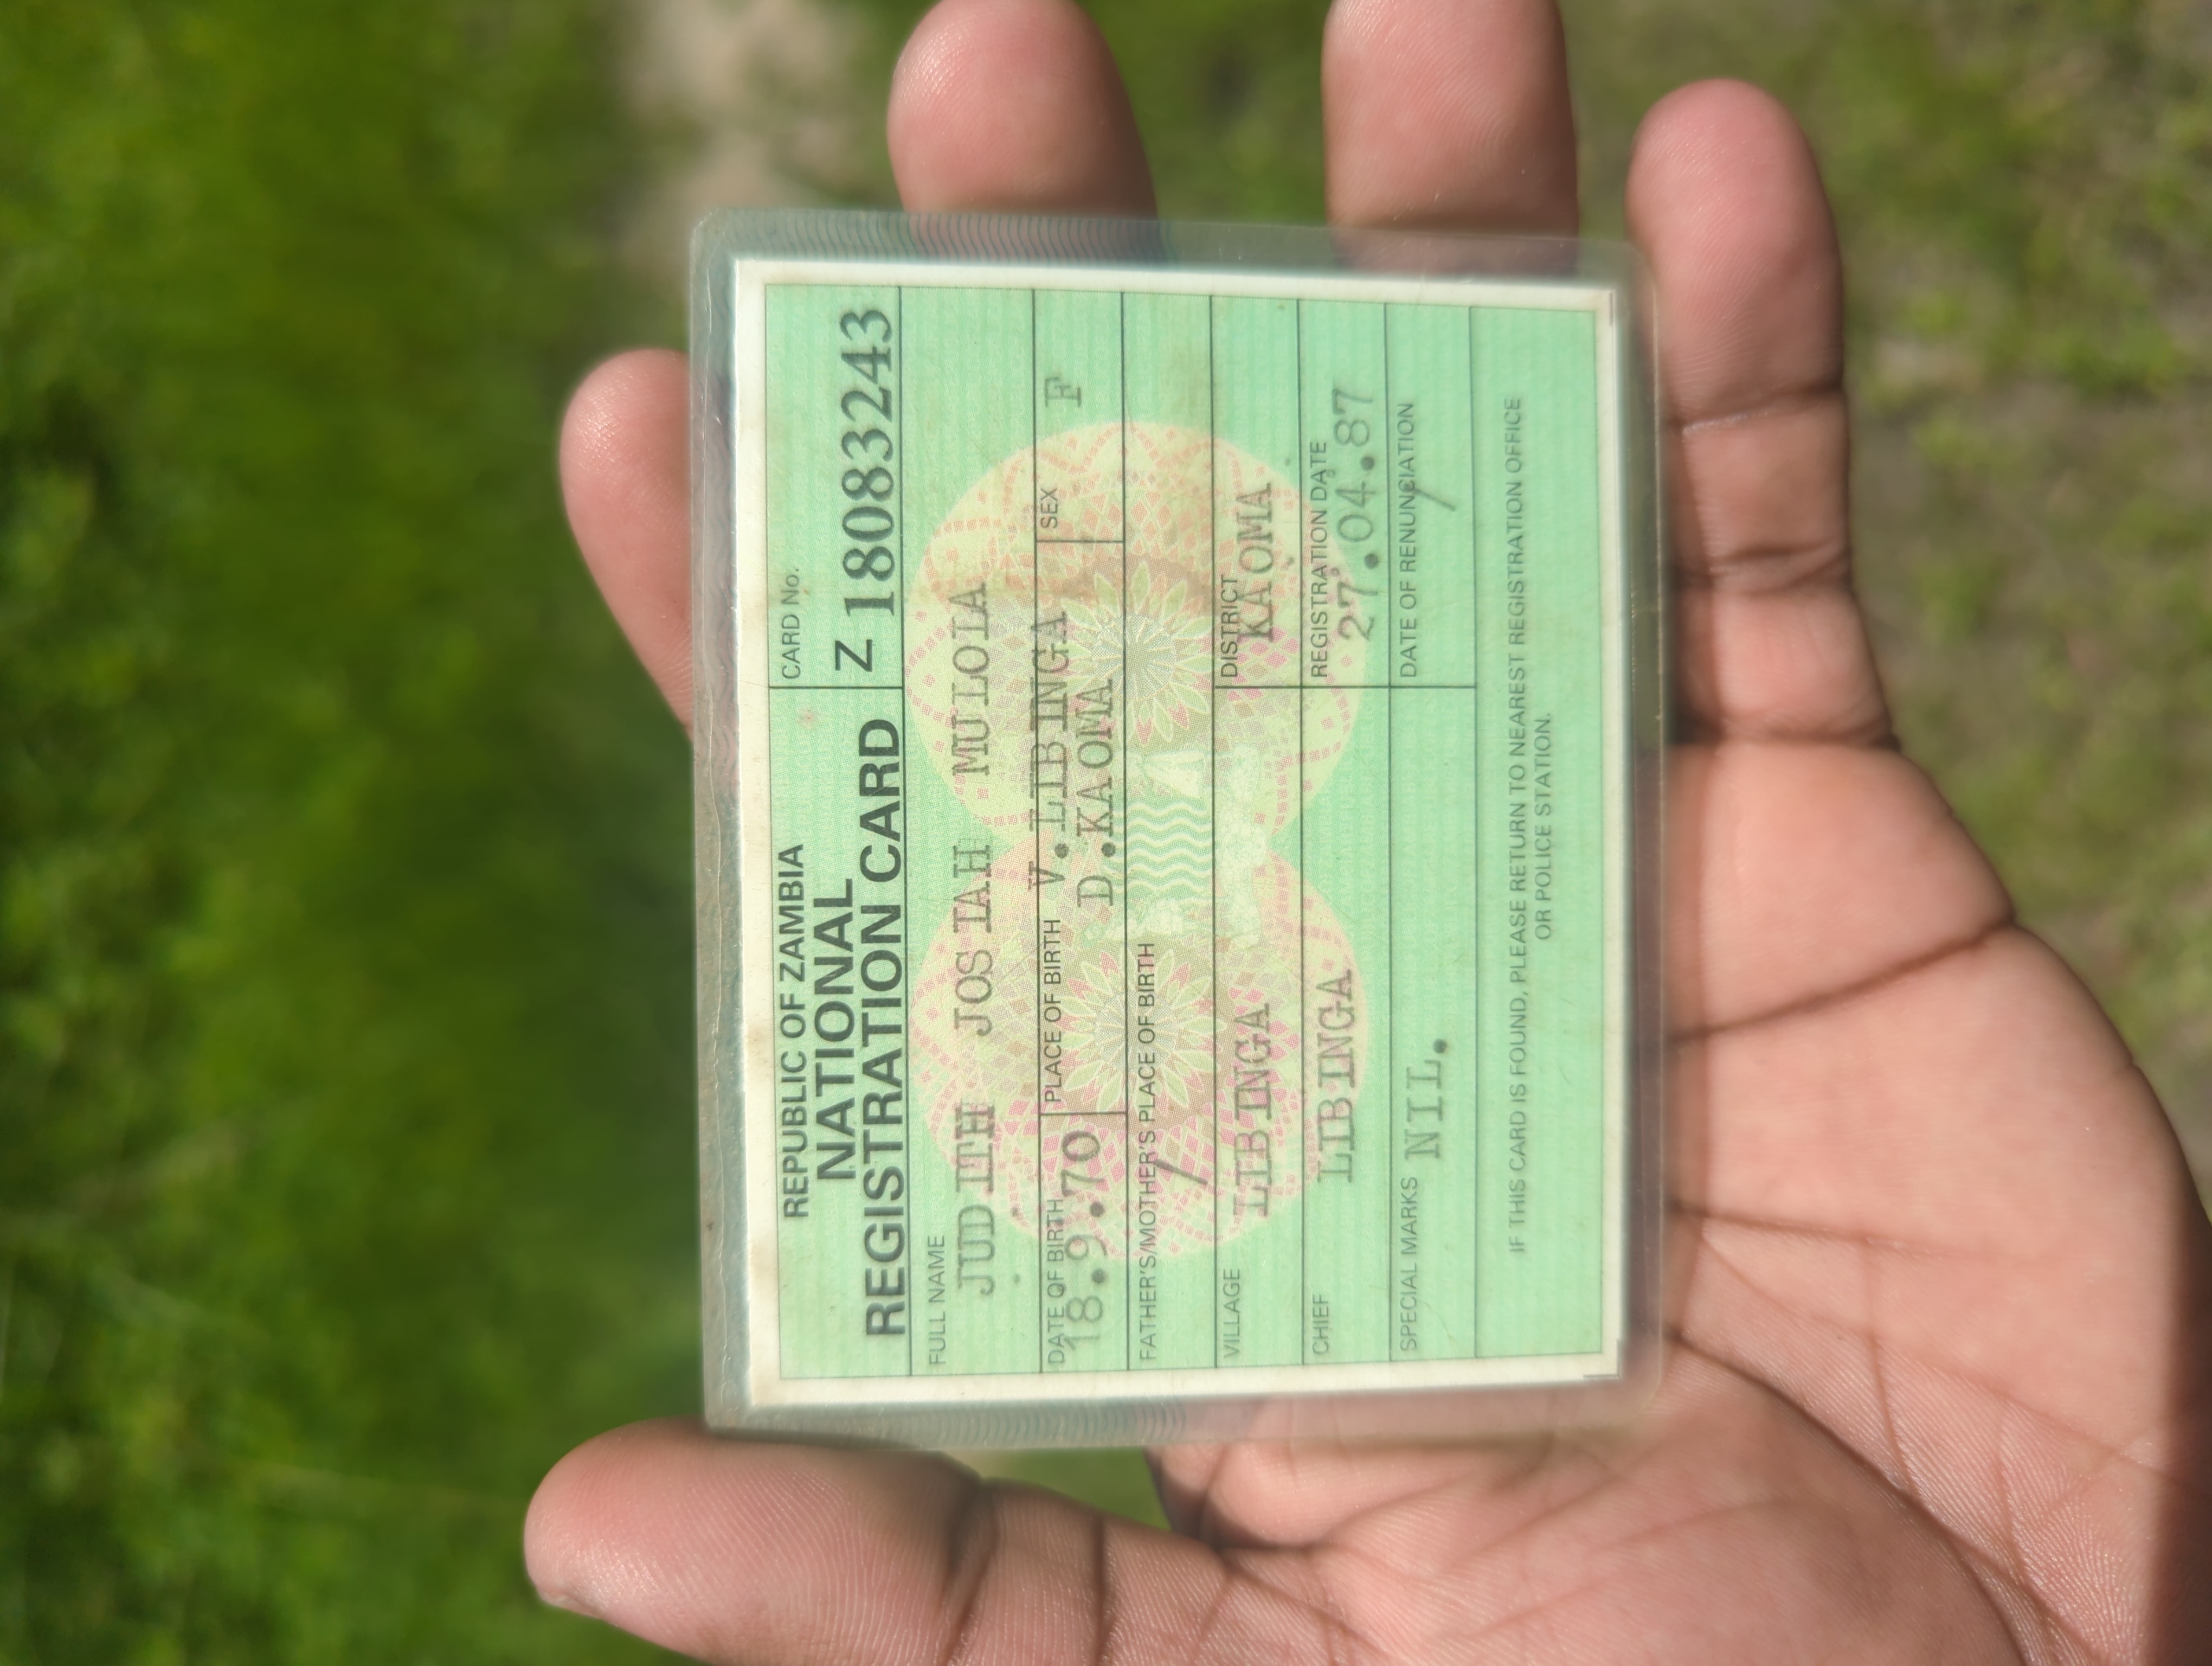 REPUBLIC OF ZAMBIA
NATIONAL
REGISTRATION CARD
CARD No.
Z 18083243
FULL NAME
JUDITH JOSIAH MULOLA
DATE OF BIRTH
18.9.70
PLACE OF BIRTH
V.LIBINGA
D.KAOMA
SEX
F
FATHER'S/MOTHER'S PLACE OF BIRTH
/
VILLAGE
LIBINGA
DISTRICT
KAOMA
CHIEF
LIBINGA
REGISTRATION DATE
27.04.87
SPECIAL MARKS
NIL.
DATE OF RENUNCIATION
/
IF THIS CARD IS FOUND, PLEASE RETURN TO NEAREST REGISTRATION OFFICE
OR POLICE STATION.